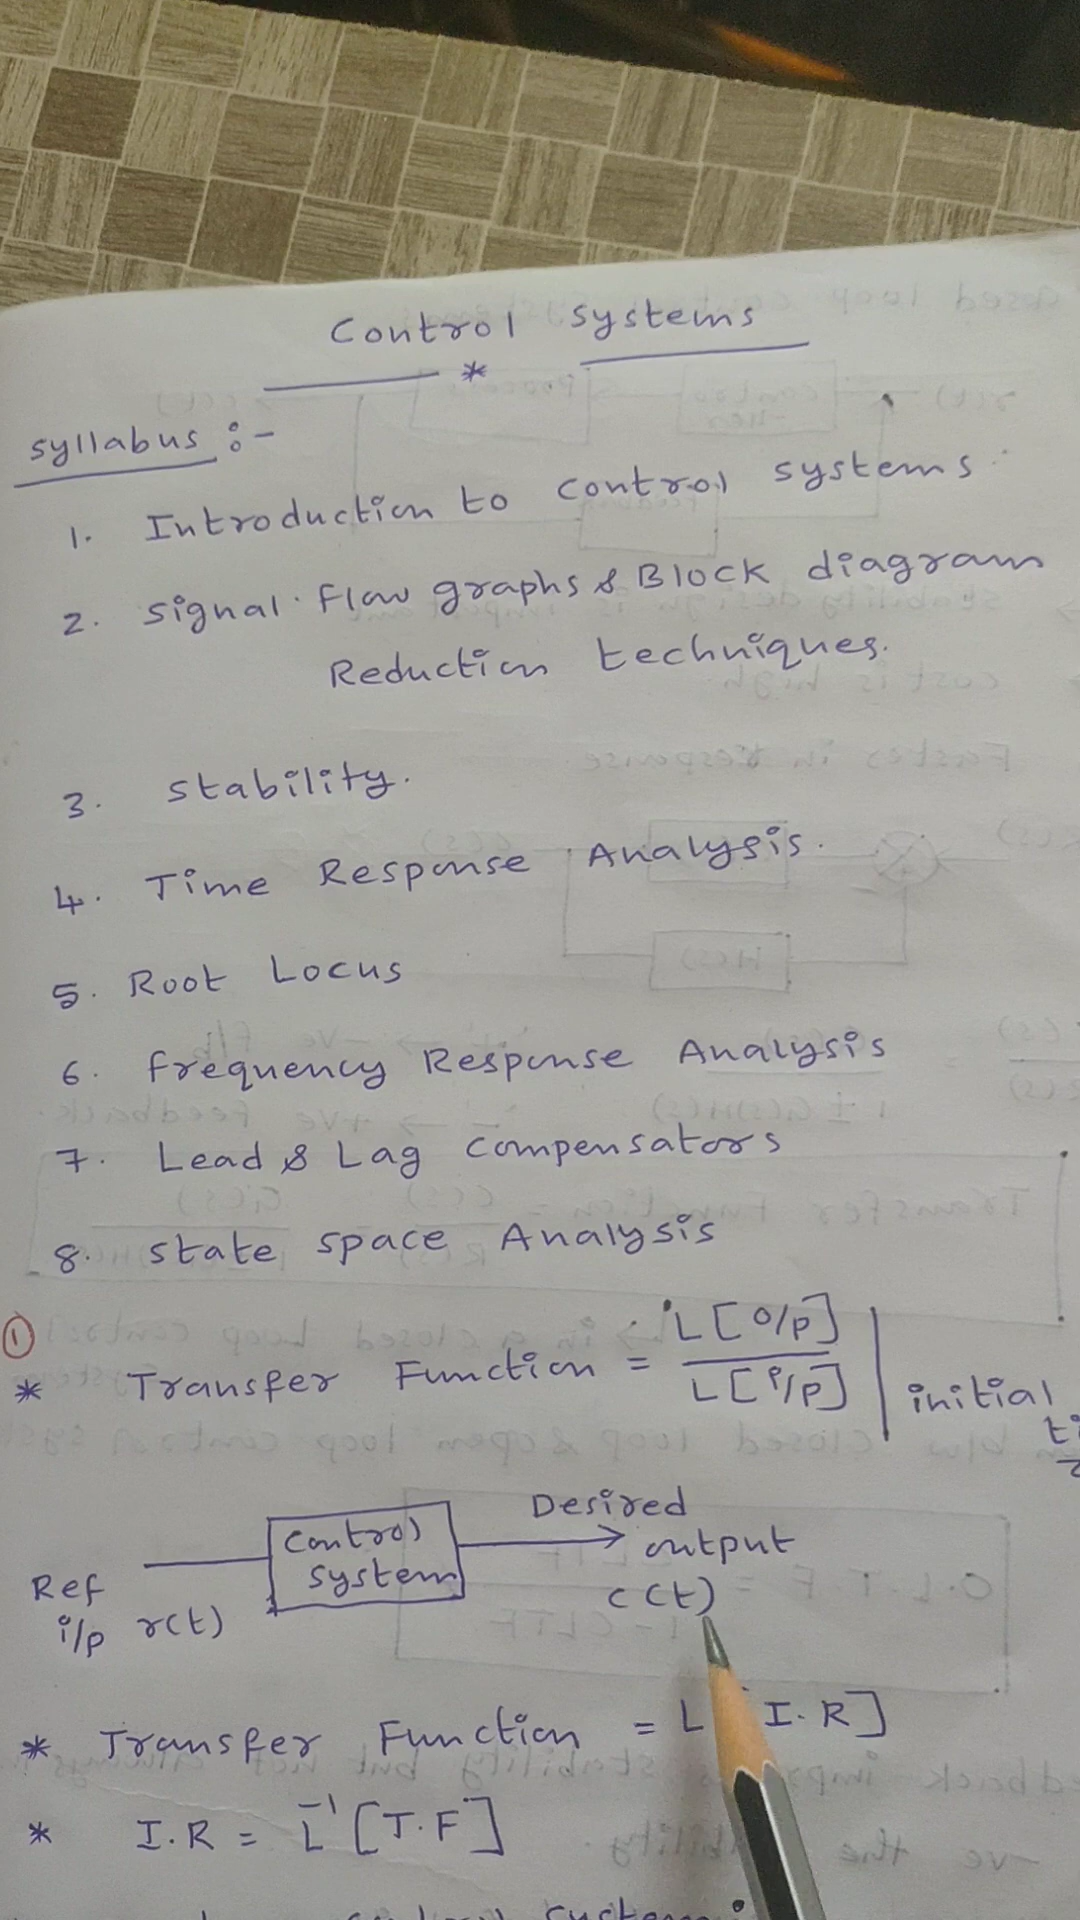 Control Systems
*
Syllabus :-
1. Introduction to control systems
2. Signal Flow graphs & Block diagram
Reduction techniques.
3. Stability.
4. Time Response Analysis.
5. Root Locus
6. Frequency Response Analysis
7. Lead & Lag compensators
8. State space Analysis
①
* Transfer Function = L[O/p] / L[i/p] | initial
Ref i/p r(t)
Control System
Desired output c(t)
* Transfer Function = L[I.R]
* I.R = L⁻¹[T.F]